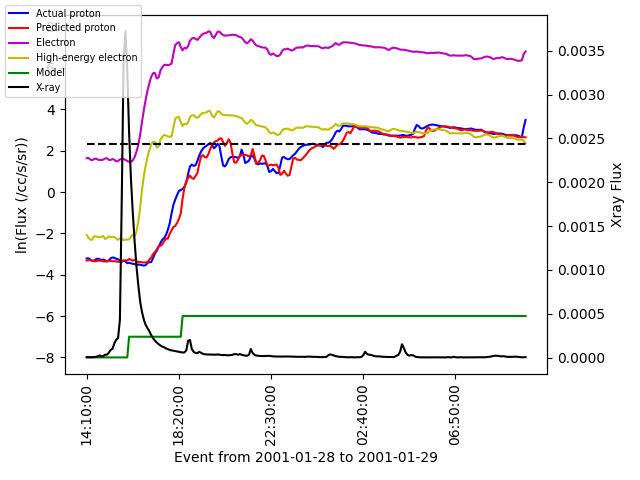 Actual proton
Predicted proton
Electron
High-energy electron
Model
X-ray
4
2
0
−2
−4
−6
−8
ln(Flux (/cc/s/sr))
0.0035
0.0030
0.0025
0.0020
0.0015
0.0010
0.0005
0.0000
Xray Flux
14:10:00
18:20:00
22:30:00
02:40:00
06:50:00
Event from 2001-01-28 to 2001-01-29